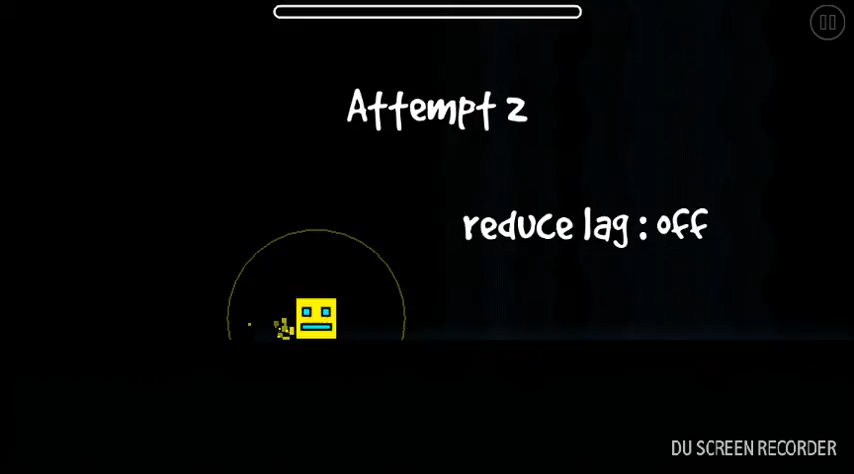 Attempt 2
reduce lag : off
DU SCREEN RECORDER